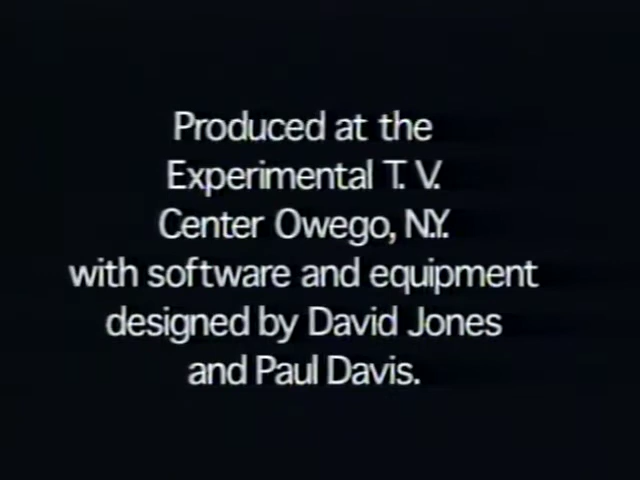 Produced at the
Experimental T. V.
Center Owego, N.Y.
with software and equipment
designed by David Jones
and Paul Davis.